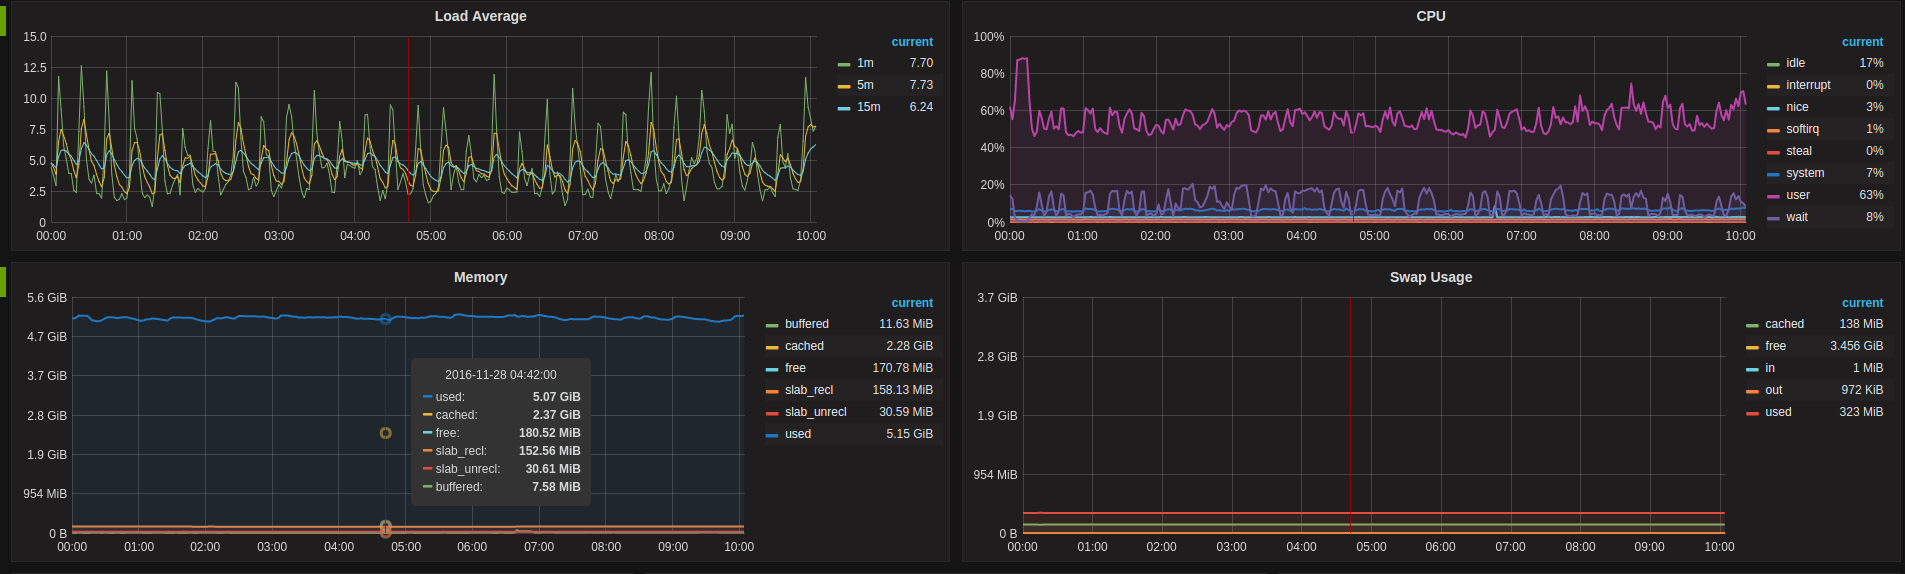 Load Average
15.0
12.5
10.0
7.5
5.0
2.5
0
00:00 01:00 02:00 03:00 04:00 05:00 06:00 07:00 08:00 09:00 10:00
current
1m 7.70
5m 7.73
15m 6.24
CPU
100%
80%
60%
40%
20%
0%
00:00 01:00 02:00 03:00 04:00 05:00 06:00 07:00 08:00 09:00 10:00
current
idle 17%
interrupt 0%
nice 3%
softirq 1%
steal 0%
system 7%
user 63%
wait 8%
Memory
5.6 GiB
4.7 GiB
3.7 GiB
2.8 GiB
1.9 GiB
954 MiB
0 B
00:00 01:00 02:00 03:00 04:00 05:00 06:00 07:00 08:00 09:00 10:00
2016-11-28 04:42:00
used: 5.07 GiB
cached: 2.37 GiB
free: 180.52 MiB
slab_recl: 152.56 MiB
slab_unrecl: 30.61 MiB
buffered: 7.58 MiB
current
buffered 11.63 MiB
cached 2.28 GiB
free 170.78 MiB
slab_recl 158.13 MiB
slab_unrecl 30.59 MiB
used 5.15 GiB
Swap Usage
3.7 GiB
2.8 GiB
1.9 GiB
954 MiB
0 B
00:00 01:00 02:00 03:00 04:00 05:00 06:00 07:00 08:00 09:00 10:00
current
cached 138 MiB
free 3.456 GiB
in 1 MiB
out 972 KiB
used 323 MiB